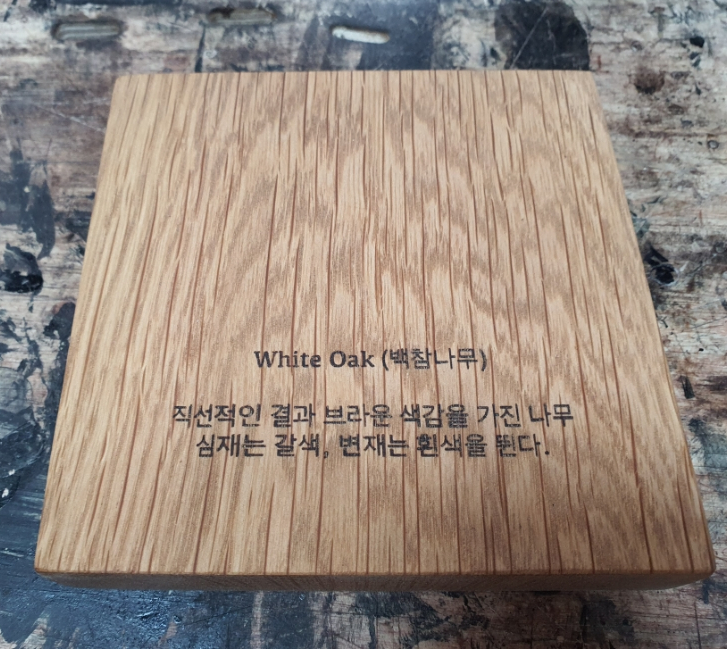 White Oak (백참나무)
직선적인 결과 브라운 색감을 가진 나무
심재는 갈색, 변재는 흰색을 띈다.